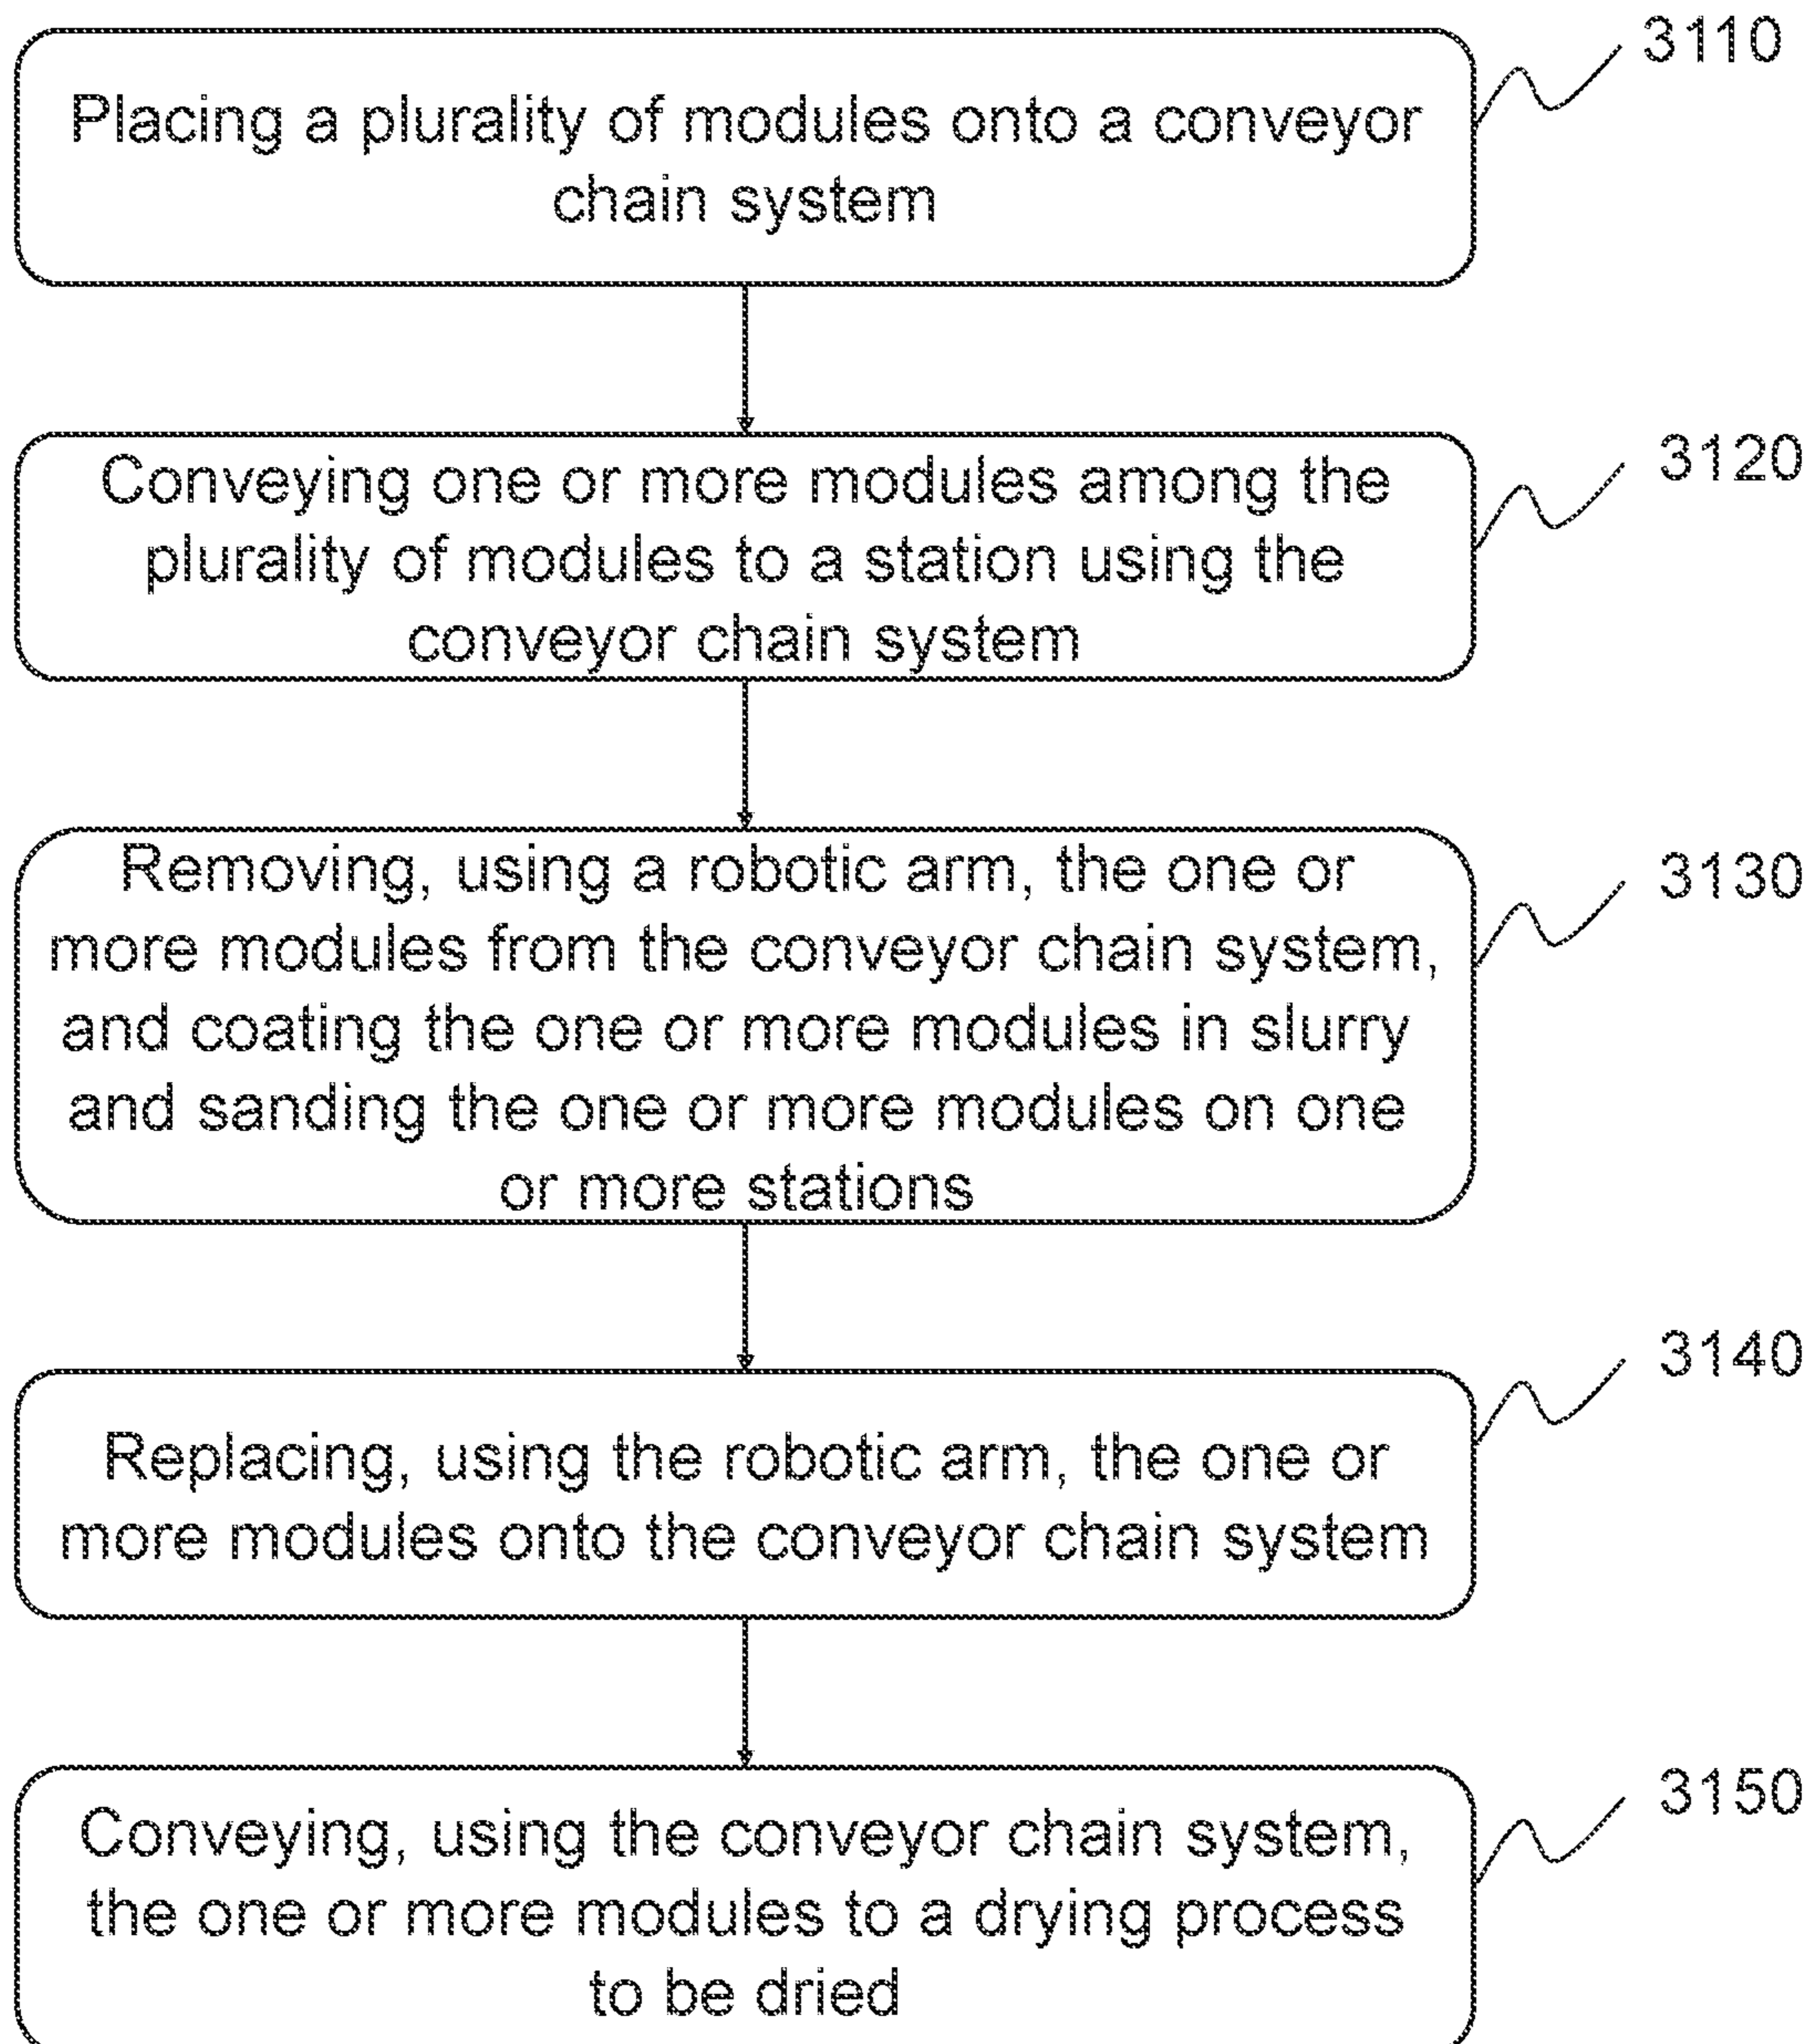 3110
Placing a plurality of modules onto a conveyor
chain system
3120
Conveying one or more modules among the
plurality of modules to a station using the
conveyor chain system
3130
Removing, using a robotic arm, the one or
more modules from the conveyor chain system,
and coating the one or more modules in slurry
and sanding the one or more modules on one
or more stations
3140
Replacing, using the robotic arm, the one or
more modules onto the conveyor chain system
3150
Conveying, using the conveyor chain system,
the one or more modules to a drying process
to be dried